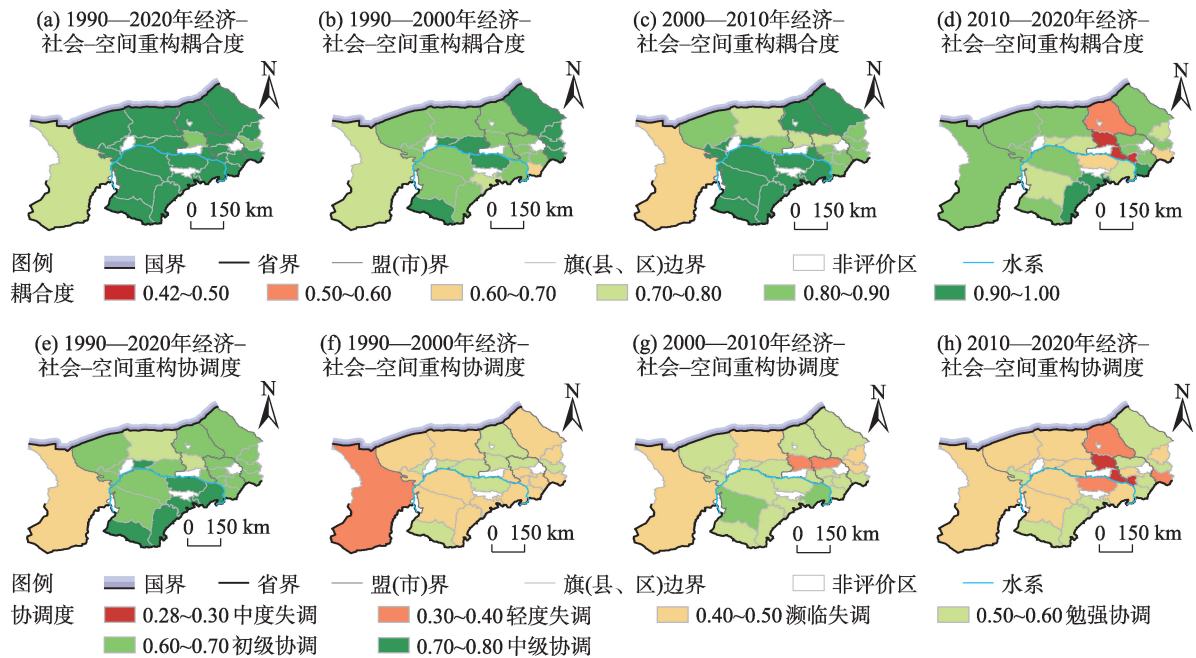 (a) 1990—2020年经济–
社会–空间重构耦合度
(b) 1990—2000年经济–
社会–空间重构耦合度
(c) 2000—2010年经济–
社会–空间重构耦合度
(d) 2010—2020年经济–
社会–空间重构耦合度
N
N
N
N
0 150 km
0 150 km
0 150 km
0 150 km
图例 国界 省界 盟(市)界 旗(县、区)边界 非评价区 水系
耦合度 0.42~0.50 0.50~0.60 0.60~0.70 0.70~0.80 0.80~0.90 0.90~1.00
(e) 1990—2020年经济–
社会–空间重构协调度
(f) 1990—2000年经济–
社会–空间重构协调度
(g) 2000—2010年经济–
社会–空间重构协调度
(h) 2010—2020年经济–
社会–空间重构协调度
N
N
N
N
0 150 km
0 150 km
0 150 km
0 150 km
图例 国界 省界 盟(市)界 旗(县、区)边界 非评价区 水系
协调度 0.28~0.30 中度失调 0.30~0.40 轻度失调 0.40~0.50 濒临失调 0.50~0.60 勉强协调
0.60~0.70 初级协调 0.70~0.80 中级协调